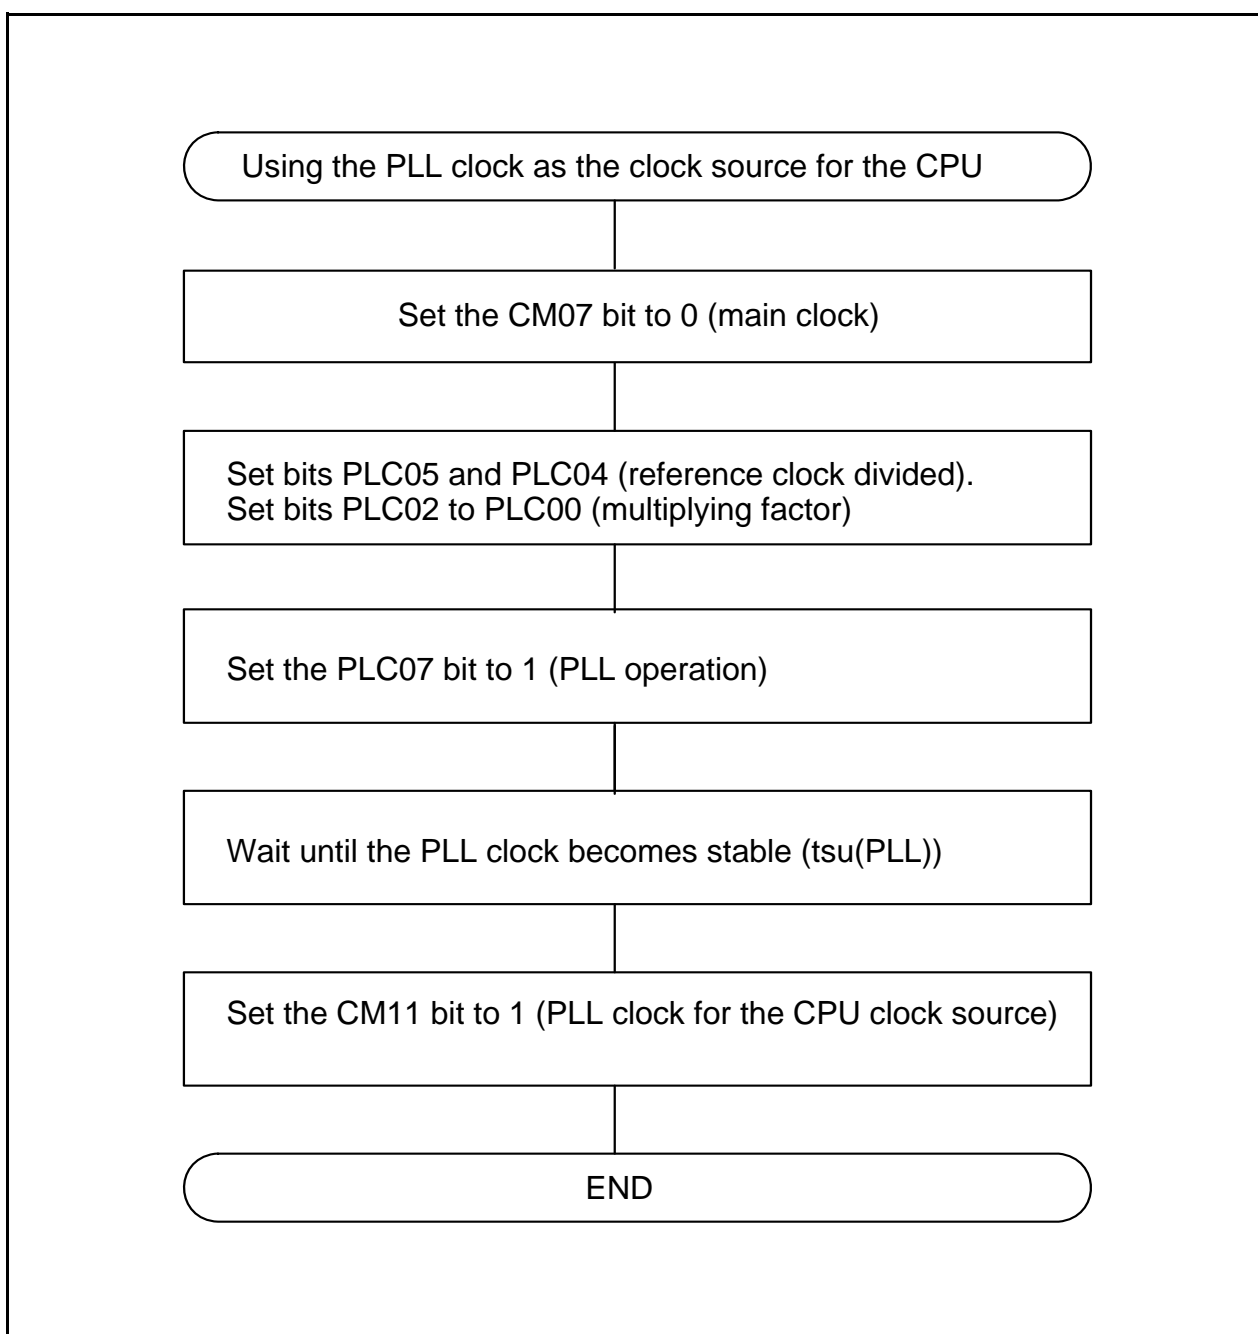 Using the PLL clock as the clock source for the CPU
Set the CM07 bit to 0 (main clock)
Set bits PLC05 and PLC04 (reference clock divided).
Set bits PLC02 to PLC00 (multiplying factor)
Set the PLC07 bit to 1 (PLL operation)
Wait until the PLL clock becomes stable (tsu(PLL))
Set the CM11 bit to 1 (PLL clock for the CPU clock source)
END